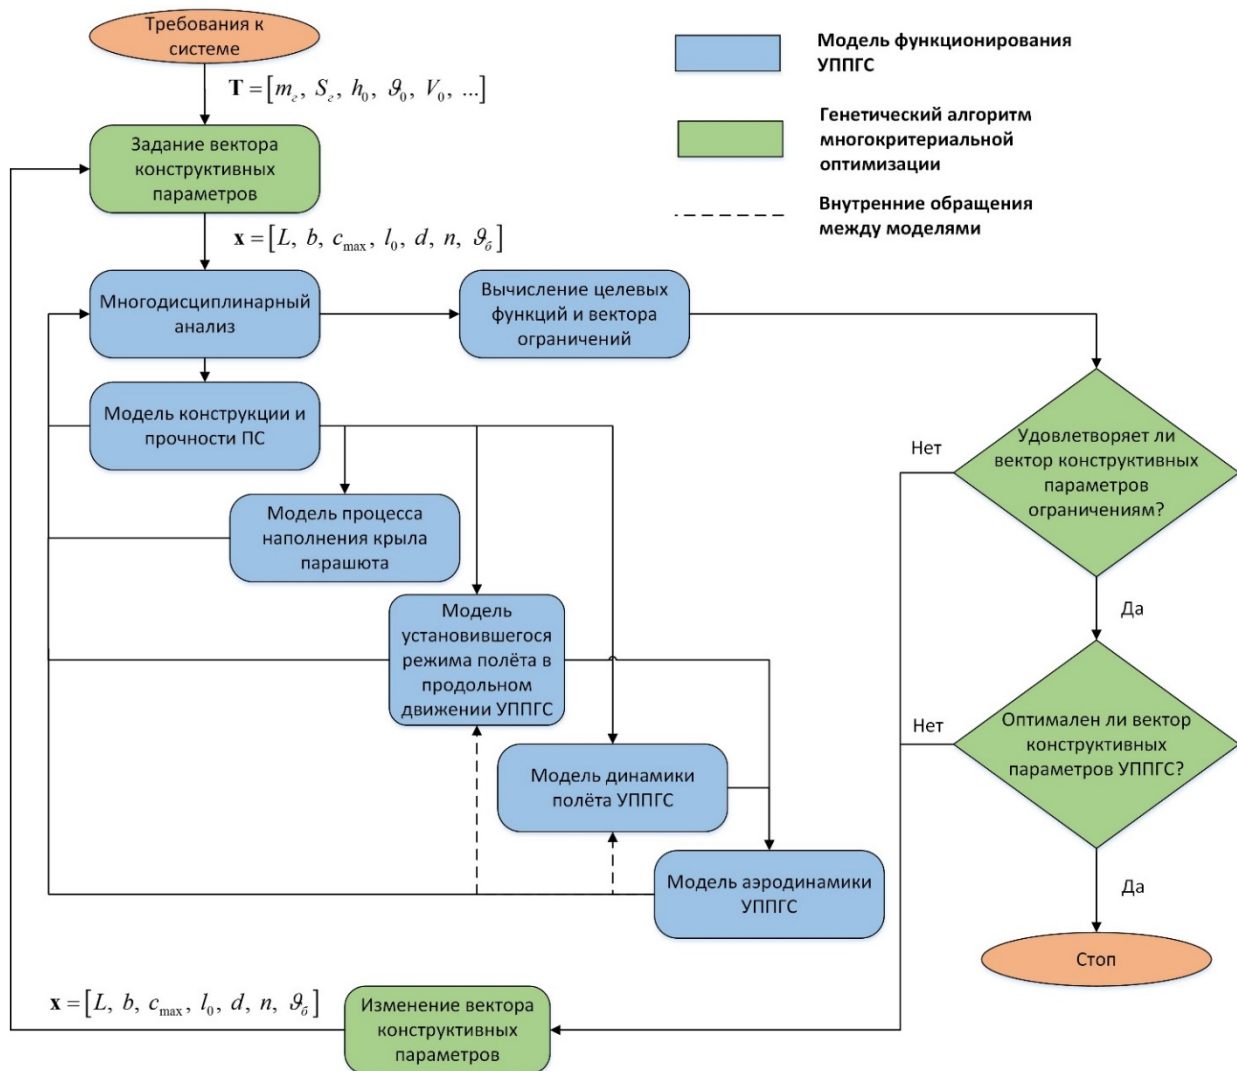 Требования к
системе
T = [m_г, S_г, h_0, ϑ_0, V_0, ...]
Задание вектора
конструктивных
параметров
x = [L, b, c_max, l_0, d, n, ϑ_б]
Модель функционирования
УППГС
Генетический алгоритм
многокритериальной
оптимизации
Внутренние обращения
между моделями
Многодисциплинарный
анализ
Вычисление целевых
функций и вектора
ограничений
Модель конструкции и
прочности ПС
Модель процесса
наполнения крыла
парашюта
Модель
установившегося
режима полёта в
продольном
движении УППГС
Модель динамики
полёта УППГС
Модель аэродинамики
УППГС
Нет
Удовлетворяет ли
вектор конструктивных
параметров
ограничениям?
Да
Нет
Оптимален ли вектор
конструктивных
параметров УППГС?
Да
Стоп
x = [L, b, c_max, l_0, d, n, ϑ_б]
Изменение вектора
конструктивных
параметров